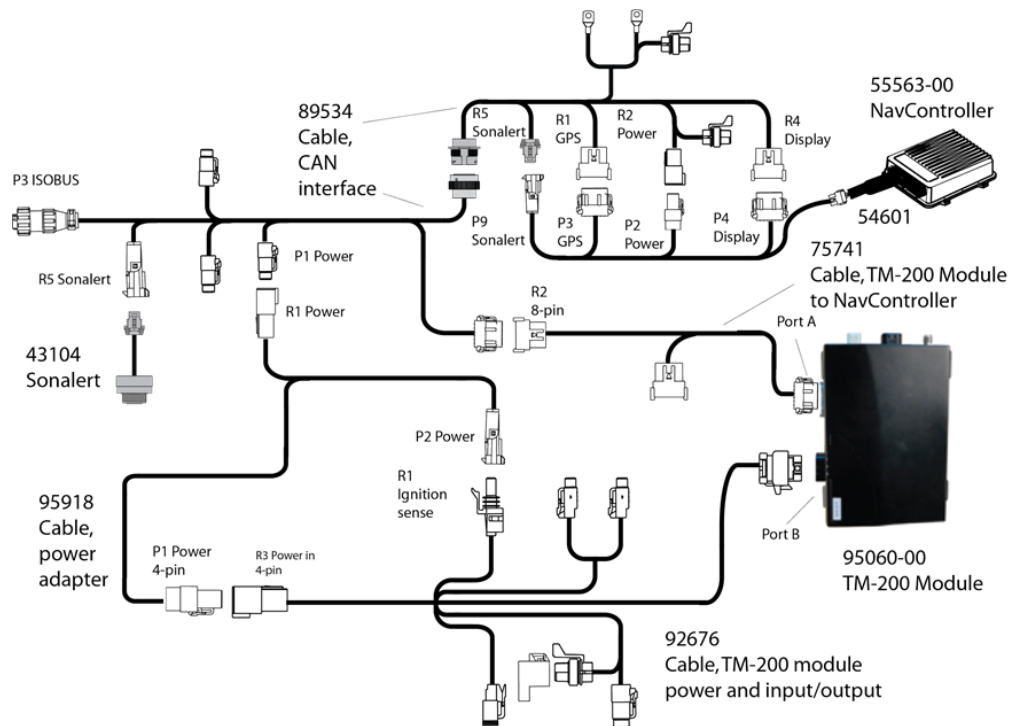 55563-00
NavController
89534
Cable,
CAN
interface
R5
Sonalert
R1
GPS
R2
Power
R4
Display
P3 ISOBUS
54601
P9
Sonalert
P3
GPS
P2
Power
P4
Display
75741
Cable, TM-200 Module
to NavController
P1 Power
R5 Sonalert
R1 Power
R2
8-pin
Port A
43104
Sonalert
P2 Power
R1
Ignition
sense
95918
Cable,
power
adapter
P1 Power
4-pin
R3 Power in
4-pin
Port B
95060-00
TM-200 Module
92676
Cable, TM-200 module
power and input/output